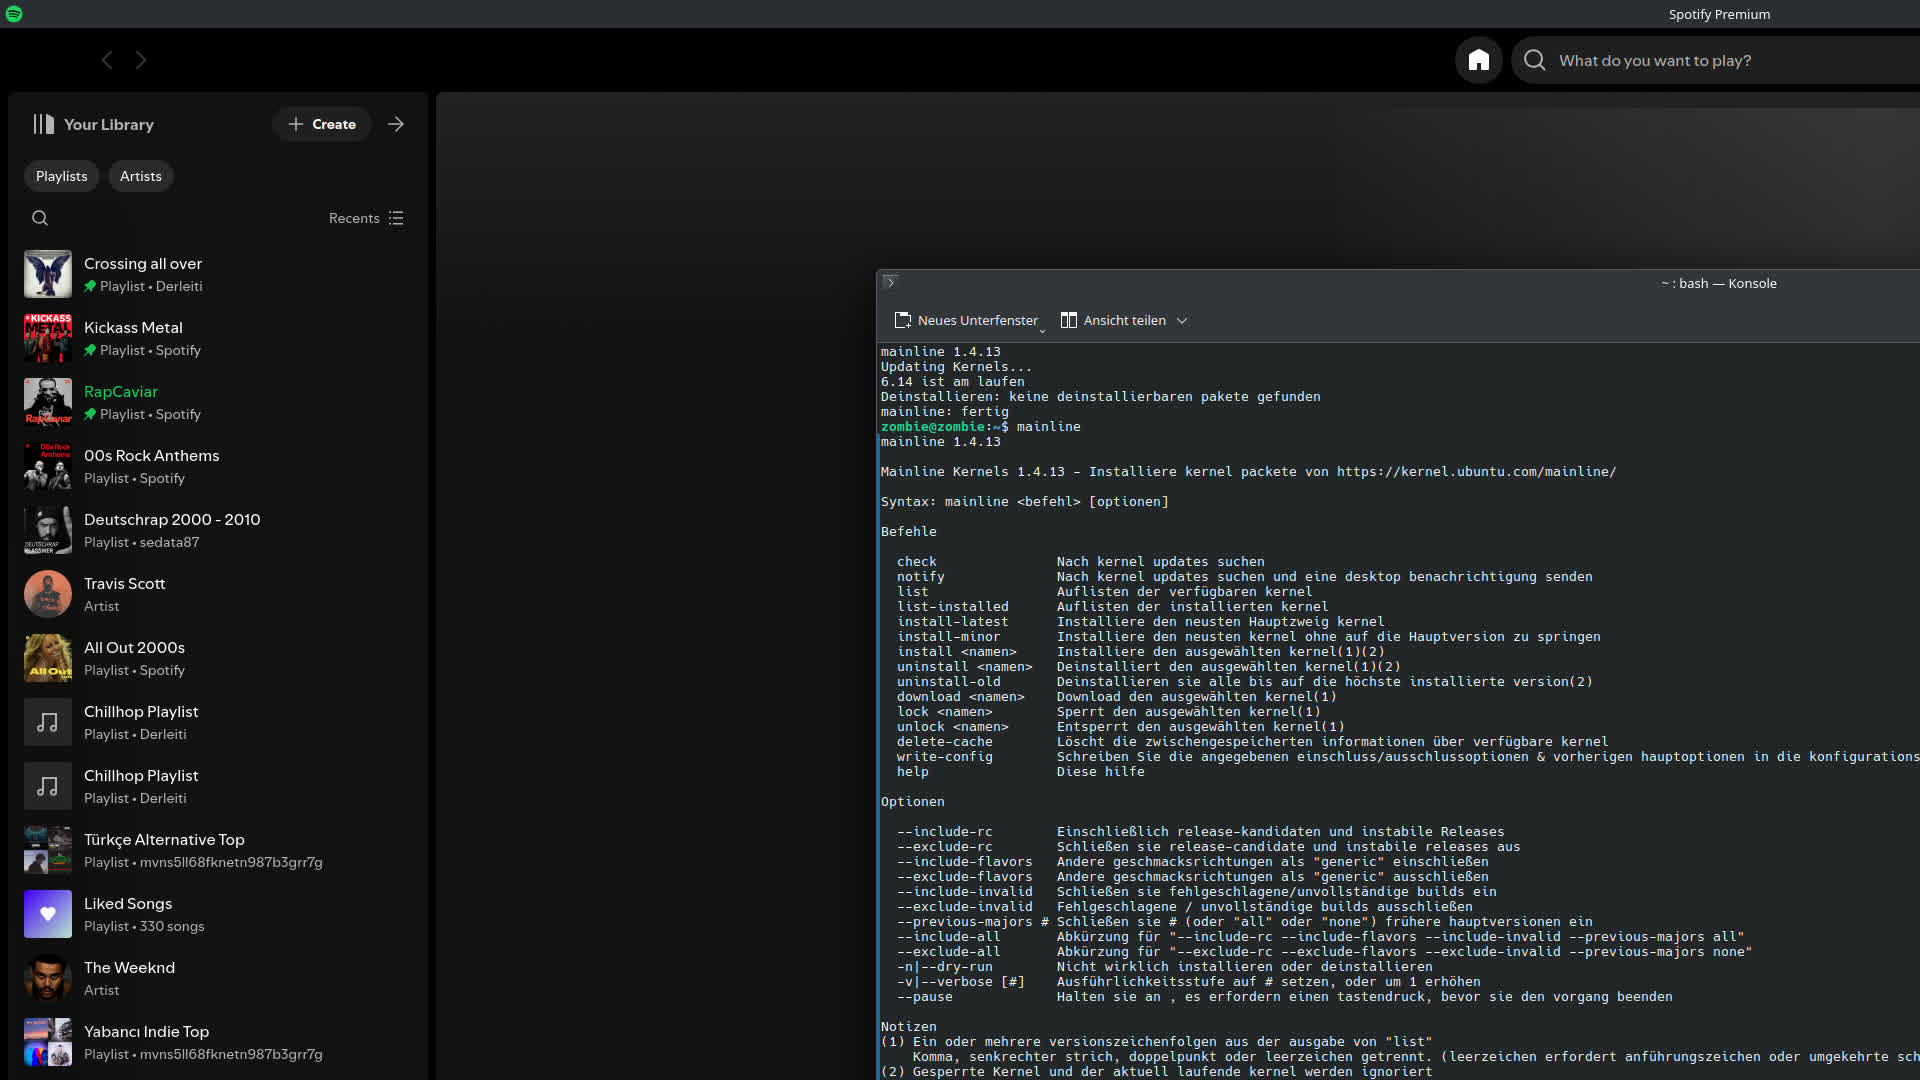 Spotify Premium
What do you want to play?
Your Library
Create
Playlists
Artists
Recents
Crossing all over
Playlist • Derleiti
KICKASS
METAL
Kickass Metal
Playlist • Spotify
RapCaviar
RapCaviar
Playlist • Spotify
00s Rock
Anthems
00s Rock Anthems
Playlist • Spotify
DEUTSCHRAP
KLASSIKER
Deutschrap 2000 - 2010
Playlist • sedata87
Travis Scott
Artist
All Out
All Out 2000s
Playlist • Spotify
Chillhop Playlist
Playlist • Derleiti
Chillhop Playlist
Playlist • Derleiti
Türkçe Alternative Top
Playlist • mvns5ll68fknetn987b3grr7g
Liked Songs
Playlist • 330 songs
The Weeknd
Artist
Yabancı Indie Top
Playlist • mvns5ll68fknetn987b3grr7g
~ : bash — Konsole
Neues Unterfenster
Ansicht teilen
mainline 1.4.13
Updating Kernels...
6.14 ist am laufen
Deinstallieren: keine deinstallierbaren pakete gefunden
mainline: fertig
zombie@zombie:~$ mainline
mainline 1.4.13
Mainline Kernels 1.4.13 - Installiere kernel packete von https://kernel.ubuntu.com/mainline/
Syntax: mainline <befehl> [optionen]
Befehle
check Nach kernel updates suchen
notify Nach kernel updates suchen und eine desktop benachrichtigung senden
list Auflisten der verfügbaren kernel
list-installed Auflisten der installierten kernel
install-latest Installiere den neusten Hauptzweig kernel
install-minor Installiere den neusten kernel ohne auf die Hauptversion zu springen
install <namen> Installiere den ausgewählten kernel(1)(2)
uninstall <namen> Deinstalliert den ausgewählten kernel(1)(2)
uninstall-old Deinstallieren sie alle bis auf die höchste installierte version(2)
download <namen> Download den ausgewählten kernel(1)
lock <namen> Sperrt den ausgewählten kernel(1)
unlock <namen> Entsperrt den ausgewählten kernel(1)
delete-cache Löscht die zwischengespeicherten informationen über verfügbare kernel
write-config Schreiben Sie die angegebenen einschluss/ausschlussoptionen & vorherigen hauptoptionen in die konfigurations
help Diese hilfe
Optionen
--include-rc Einschließlich release-kandidaten und instabile Releases
--exclude-rc Schließen sie release-candidate und instabile releases aus
--include-flavors Andere geschmacksrichtungen als "generic" einschließen
--exclude-flavors Andere geschmacksrichtungen als "generic" ausschließen
--include-invalid Schließen sie fehlgeschlagene/unvollständige builds ein
--exclude-invalid Fehlgeschlagene / unvollständige builds ausschließen
--previous-majors # Schließen sie # (oder "all" oder "none") frühere hauptversionen ein
--include-all Abkürzung für "--include-rc --include-flavors --include-invalid --previous-majors all"
--exclude-all Abkürzung für "--exclude-rc --exclude-flavors --exclude-invalid --previous-majors none"
-n|--dry-run Nicht wirklich installieren oder deinstallieren
-v|--verbose [#] Ausführlichkeitsstufe auf # setzen, oder um 1 erhöhen
--pause Halten sie an , es erfordern einen tastendruck, bevor sie den vorgang beenden
Notizen
(1) Ein oder mehrere versionszeichenfolgen aus der ausgabe von "list"
Komma, senkrechter strich, doppelpunkt oder leerzeichen getrennt. (leerzeichen erfordert anführungszeichen oder umgekehrte sch
(2) Gesperrte Kernel und der aktuell laufende kernel werden ignoriert